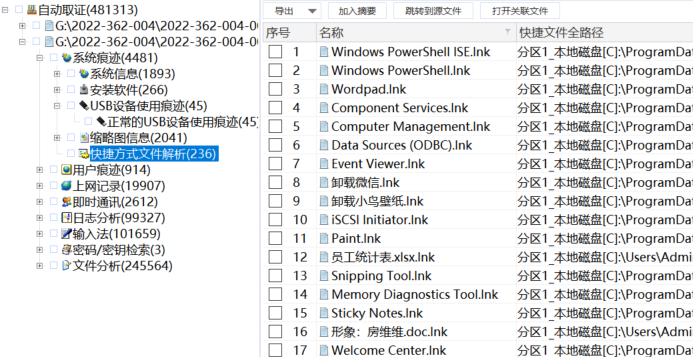 自动取证(481313)
G:\2022-362-004\2022-362-004-0
G:\2022-362-004\2022-362-004-0
系统痕迹(4481)
系统信息(1893)
安装软件(266)
USB设备使用痕迹(45)
正常的USB设备使用痕迹(45)
缩略图信息(2041)
快捷方式文件解析(236)
用户痕迹(914)
上网记录(19907)
即时通讯(2612)
日志分析(99327)
输入法(101659)
密码/密钥检索(3)
文件分析(245564)
导出 加入摘要 跳转到源文件 打开关联文件
序号 名称 快捷方式文件全路径
1 Windows PowerShell ISE.lnk 分区1_本地磁盘[C]:\ProgramDat
2 Windows PowerShell.lnk 分区1_本地磁盘[C]:\ProgramDat
3 Wordpad.lnk 分区1_本地磁盘[C]:\ProgramDat
4 Component Services.lnk 分区1_本地磁盘[C]:\ProgramDat
5 Computer Management.lnk 分区1_本地磁盘[C]:\ProgramDat
6 Data Sources (ODBC).lnk 分区1_本地磁盘[C]:\ProgramDat
7 Event Viewer.lnk 分区1_本地磁盘[C]:\ProgramDat
8 卸载微信.lnk 分区1_本地磁盘[C]:\ProgramDat
9 卸载小鸟壁纸.lnk 分区1_本地磁盘[C]:\ProgramDat
10 iSCSI Initiator.lnk 分区1_本地磁盘[C]:\ProgramDat
11 Paint.lnk 分区1_本地磁盘[C]:\ProgramDat
12 员工统计表.xlsx.lnk 分区1_本地磁盘[C]:\Users\Admi
13 Snipping Tool.lnk 分区1_本地磁盘[C]:\ProgramDat
14 Memory Diagnostics Tool.lnk 分区1_本地磁盘[C]:\ProgramDat
15 Sticky Notes.lnk 分区1_本地磁盘[C]:\ProgramDat
16 形象：房维维.doc.lnk 分区1_本地磁盘[C]:\Users\Admi
17 Welcome Center.lnk 分区1_本地磁盘[C]:\ProgramDat